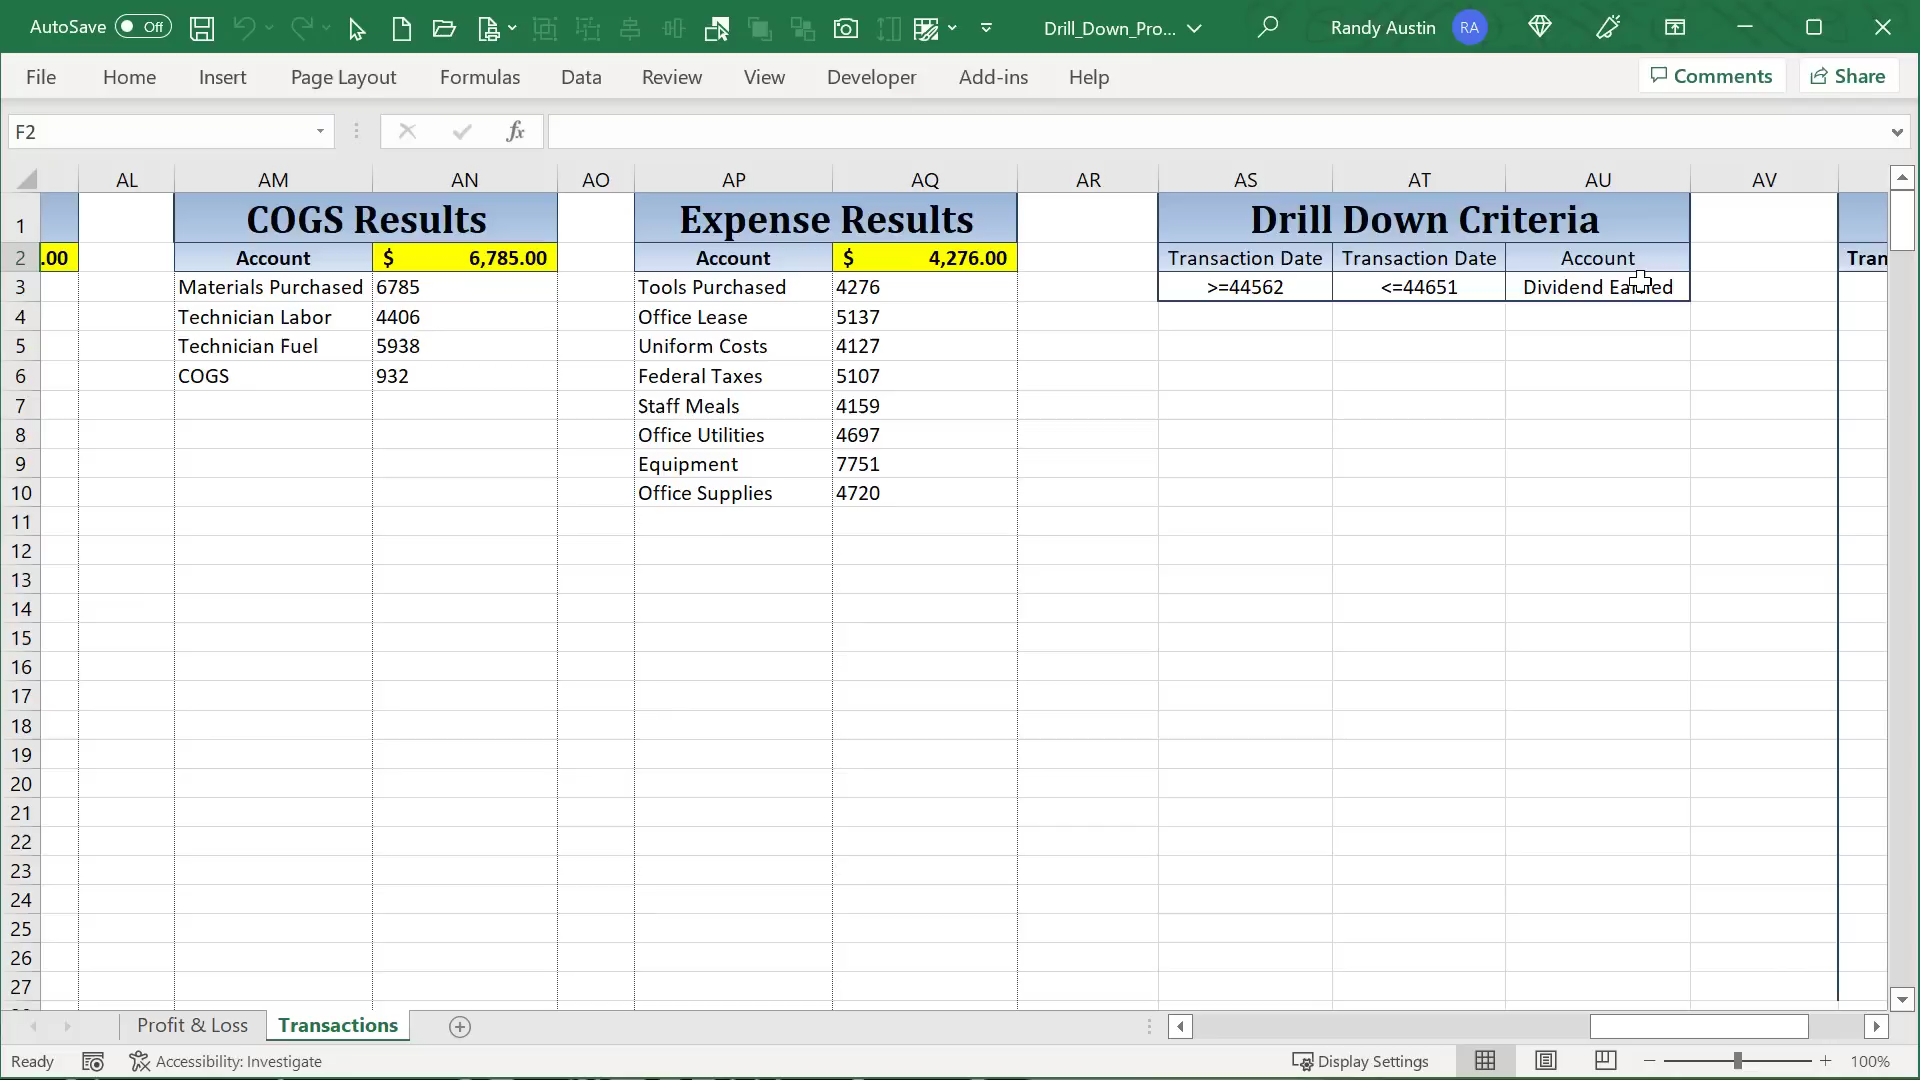 AutoSave Off Drill_Down_Pro... Randy Austin RA
File Home Insert Page Layout Formulas Data Review View Developer Add-ins Help Comments Share
F2 fx
AL AM AN AO AP AQ AR AS AT AU AV
1 COGS Results Expense Results Drill Down Criteria
2 .00 Account $ 6,785.00 Account $ 4,276.00 Transaction Date Transaction Date Account Tran
3 Materials Purchased 6785 Tools Purchased 4276 >=44562 <=44651 Dividend Earned
4 Technician Labor 4406 Office Lease 5137
5 Technician Fuel 5938 Uniform Costs 4127
6 COGS 932 Federal Taxes 5107
7 Staff Meals 4159
8 Office Utilities 4697
9 Equipment 7751
10 Office Supplies 4720
11
12
13
14
15
16
17
18
19
20
21
22
23
24
25
26
27
Profit & Loss Transactions
Ready Accessibility: Investigate Display Settings 100%